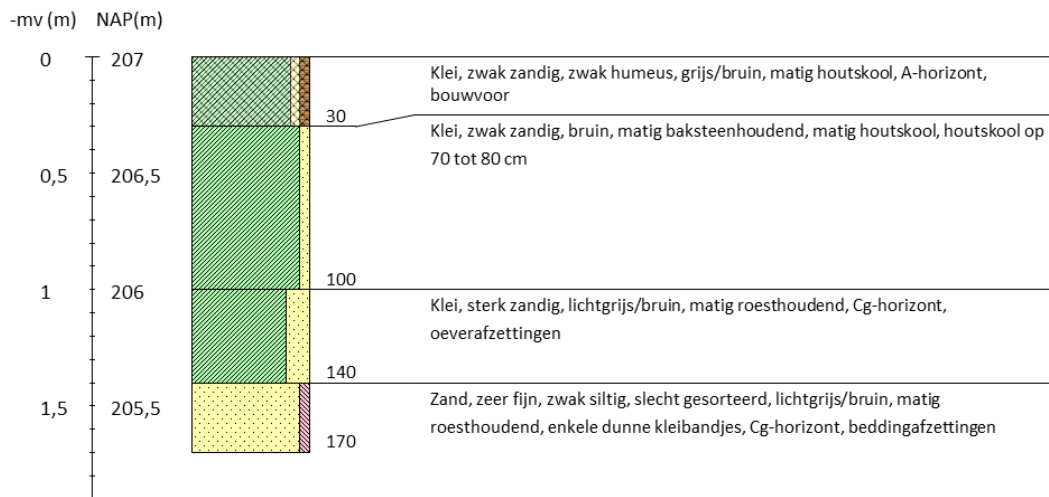 -mv (m) NAP(m)
0 207
Klei, zwak zandig, zwak humeus, grijs/bruin, matig houtskool, A-horizont,
bouwvoor
30
Klei, zwak zandig, bruin, matig baksteenhoudend, matig houtskool, houtskool op
70 tot 80 cm
0,5 206,5
100
1 206
Klei, sterk zandig, lichtgrijs/bruin, matig roesthoudend, Cg-horizont,
oeverafzettingen
140
Zand, zeer fijn, zwak siltig, slecht gesorteerd, lichtgrijs/bruin, matig
1,5 205,5
roesthoudend, enkele dunne kleibandjes, Cg-horizont, beddingafzettingen
170